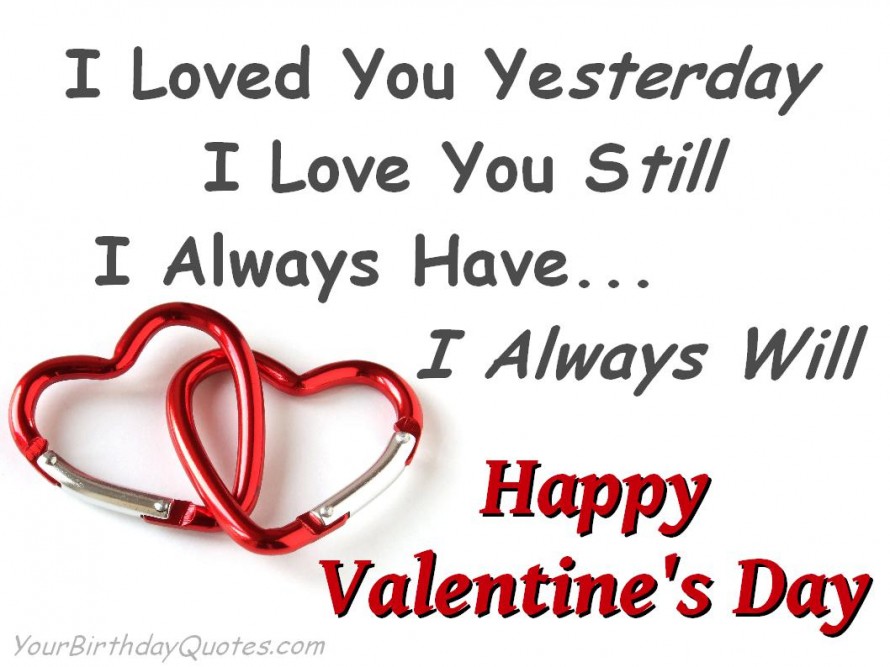 I Loved You Yesterday
I Love You Still
I Always Have...
I Always Will
Happy
Valentine's Day
YourBirthdayQuotes.com